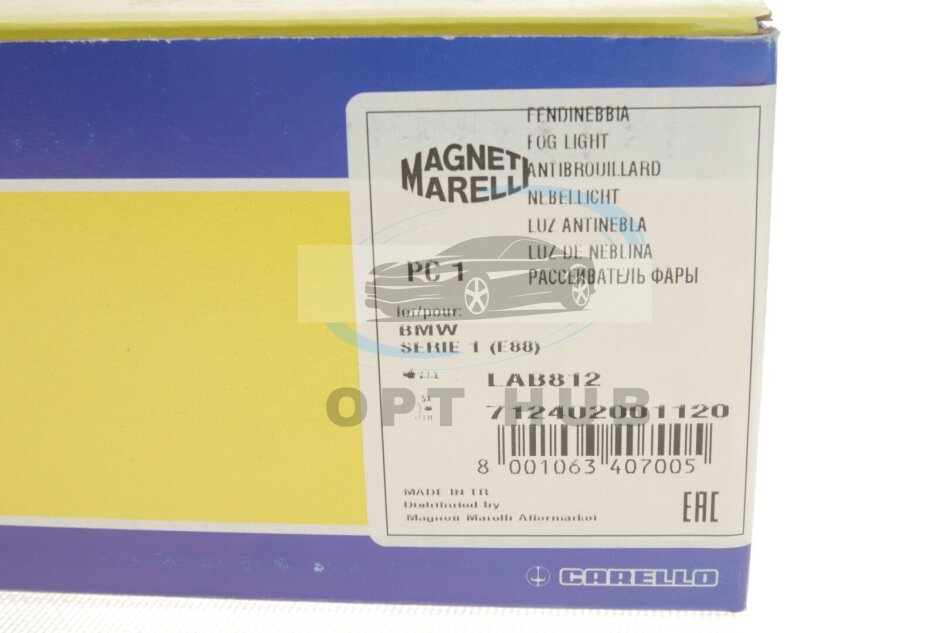 FENDINEBBIA
FOG LIGHT
ANTIBROUILLARD
NEBELLICHT
LUZ ANTINEBLA
LUZ DE NEBLINA
РАССЕИВАТЕЛЬ ФАРЫ
MAGNETI
MARELLI
PC 1
for/pour:
BMW
SERIE 1 (E88)
LAB812
OPT HUB
712402001120
8 001063 407005
MADE IN TR
Distributed by
Magneti Marelli Aftermarket
EAC
CARELLO